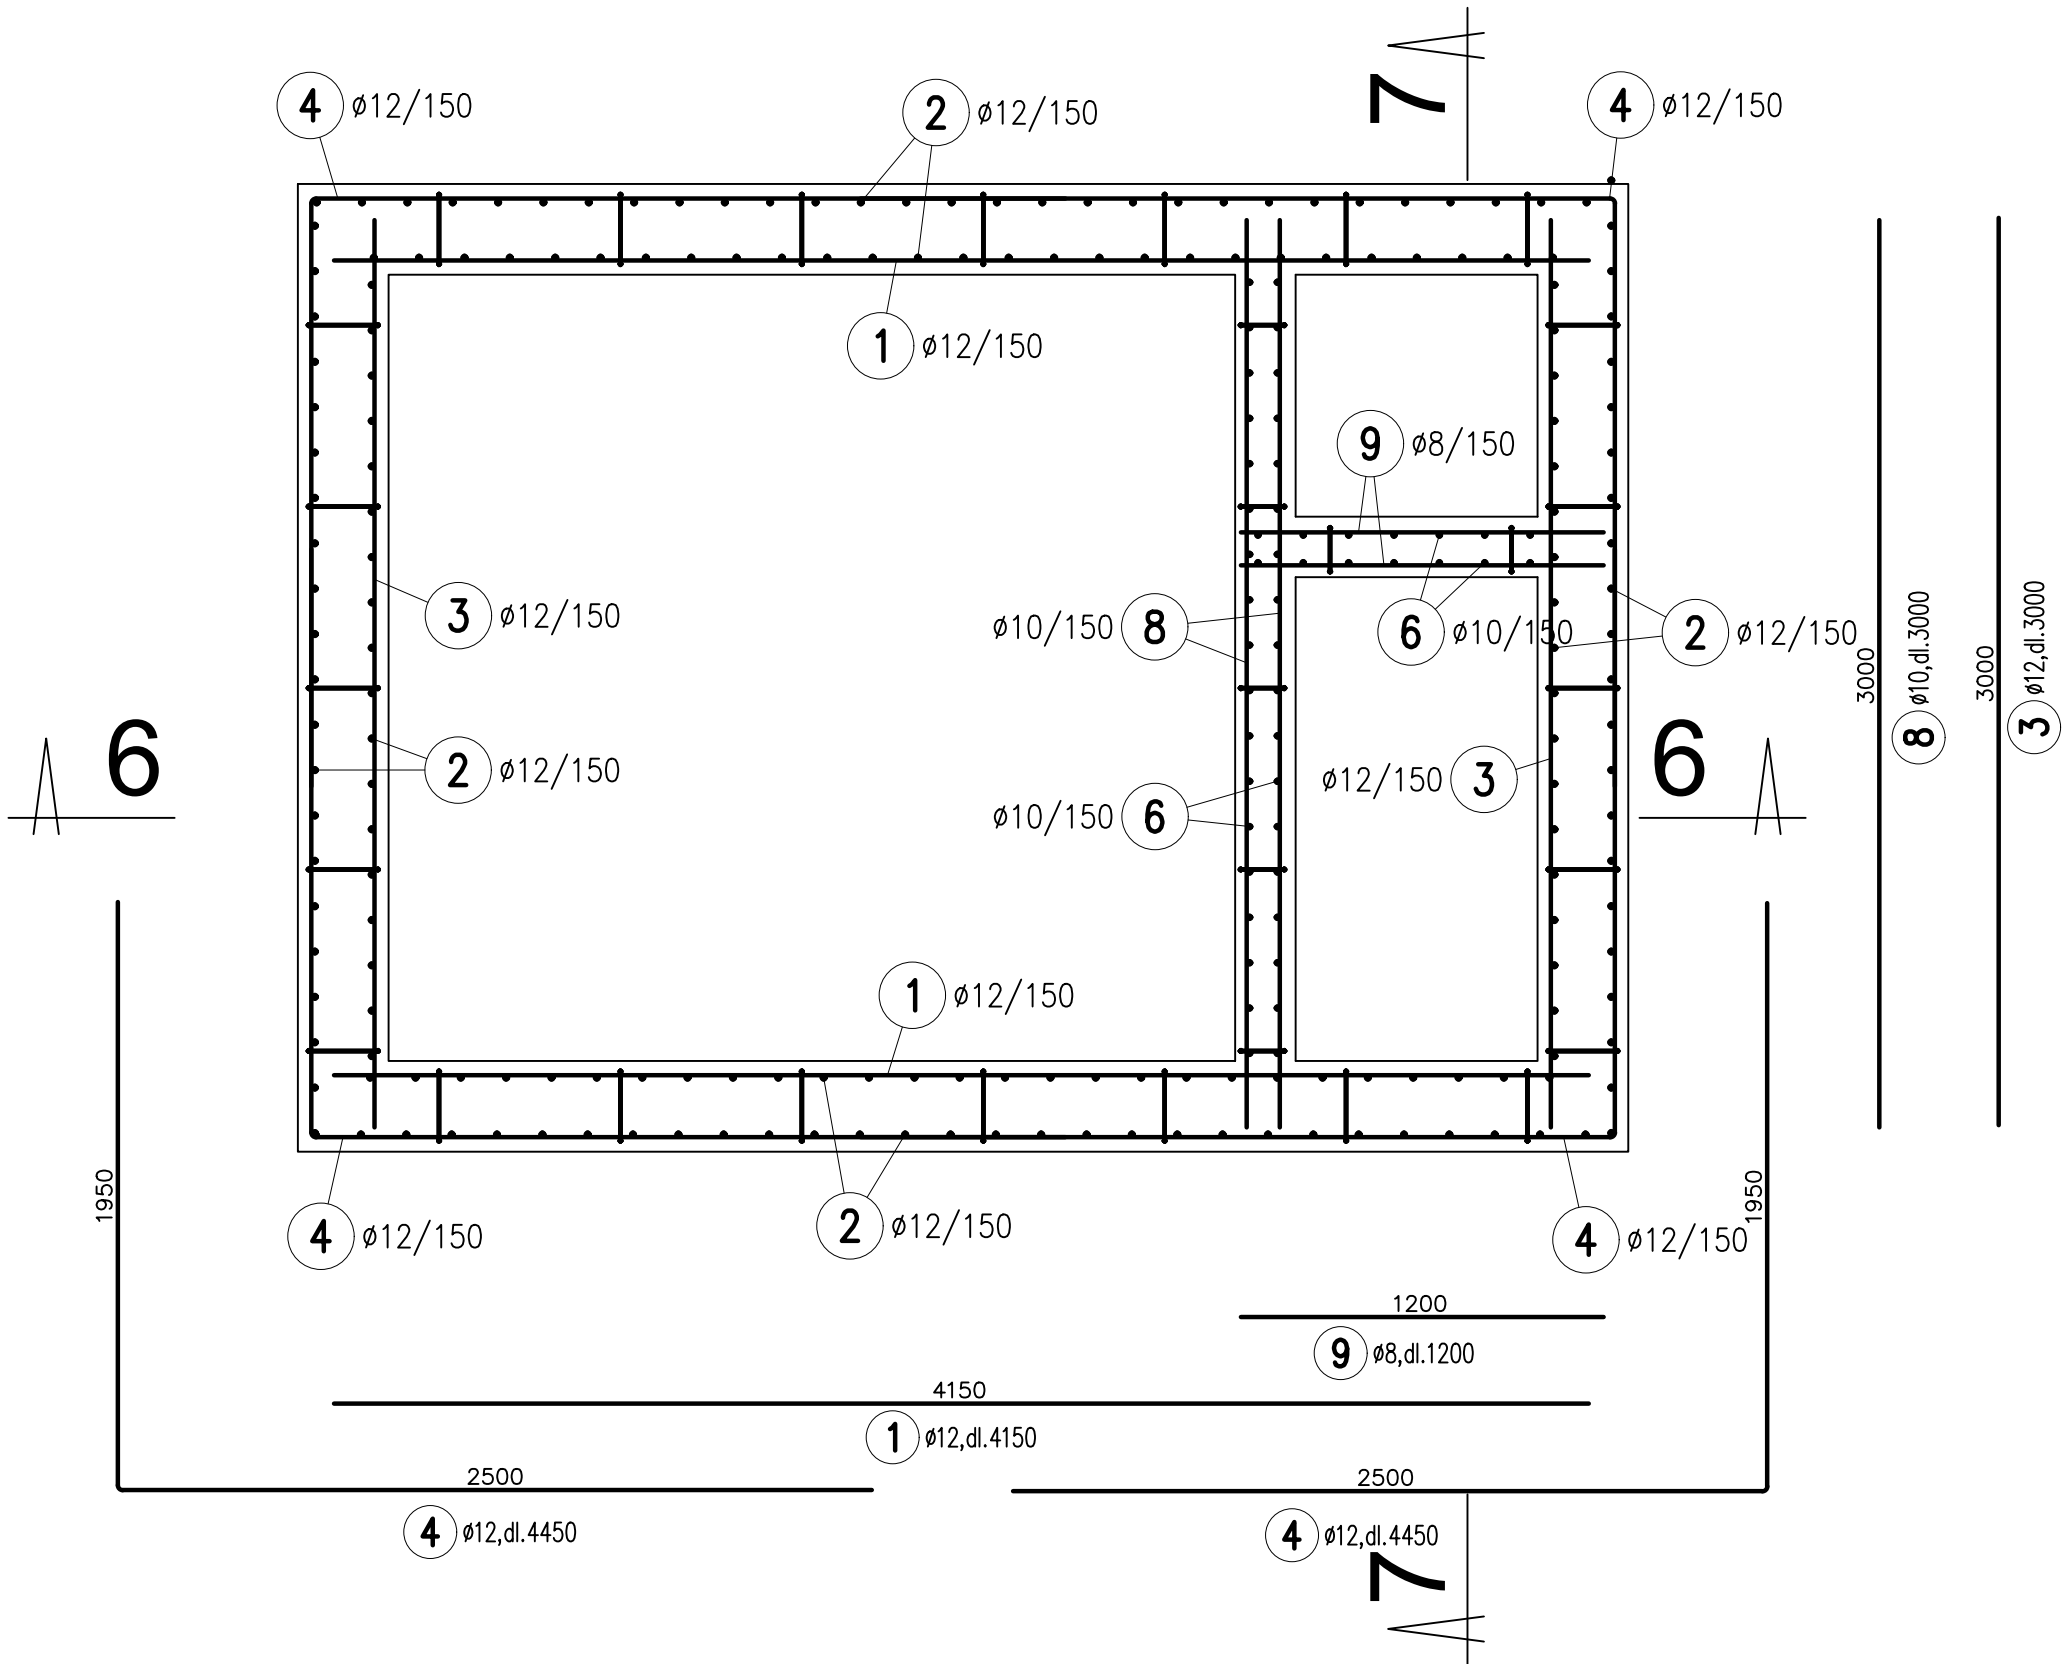 7
4 ø12/150
2 ø12/150
4 ø12/150
1 ø12/150
9 ø8/150
3 ø12/150
ø10/150 8
6 ø10/150
2 ø12/150
3000
8 ø10,dl.3000
3000
3 ø12,dl.3000
6
2 ø12/150
ø10/150 6
ø12/150 3
6
1 ø12/150
1950
1950
4 ø12/150
2 ø12/150
4 ø12/150
1200
9 ø8,dl.1200
4150
1 ø12,dl.4150
2500
4 ø12,dl.4450
2500
4 ø12,dl.4450
7